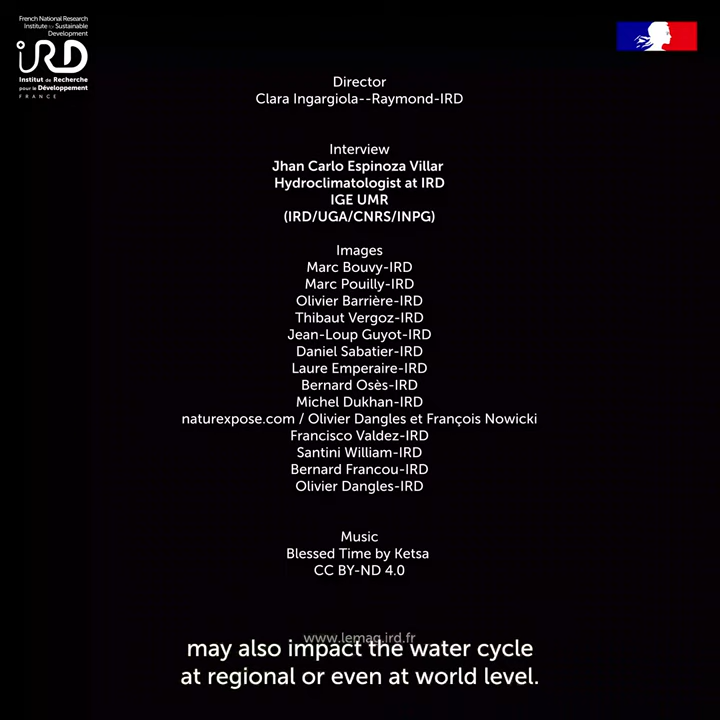 French National Research
Institute for Sustainable
Development
IRD
Institut de Recherche
pour le Développement
FRANCE
Director
Clara Ingargiola--Raymond-IRD
Interview
Jhan Carlo Espinoza Villar
Hydroclimatologist at IRD
IGE UMR
(IRD/UGA/CNRS/INPG)
Images
Marc Bouvy-IRD
Marc Pouilly-IRD
Olivier Barrière-IRD
Thibaut Vergoz-IRD
Jean-Loup Guyot-IRD
Daniel Sabatier-IRD
Laure Emperaire-IRD
Bernard Osès-IRD
Michel Dukhan-IRD
naturexpose.com / Olivier Dangles et François Nowicki
Francisco Valdez-IRD
Santini William-IRD
Bernard Francou-IRD
Olivier Dangles-IRD
Music
Blessed Time by Ketsa
CC BY-ND 4.0
www.lemag.ird.fr
may also impact the water cycle
at regional or even at world level.